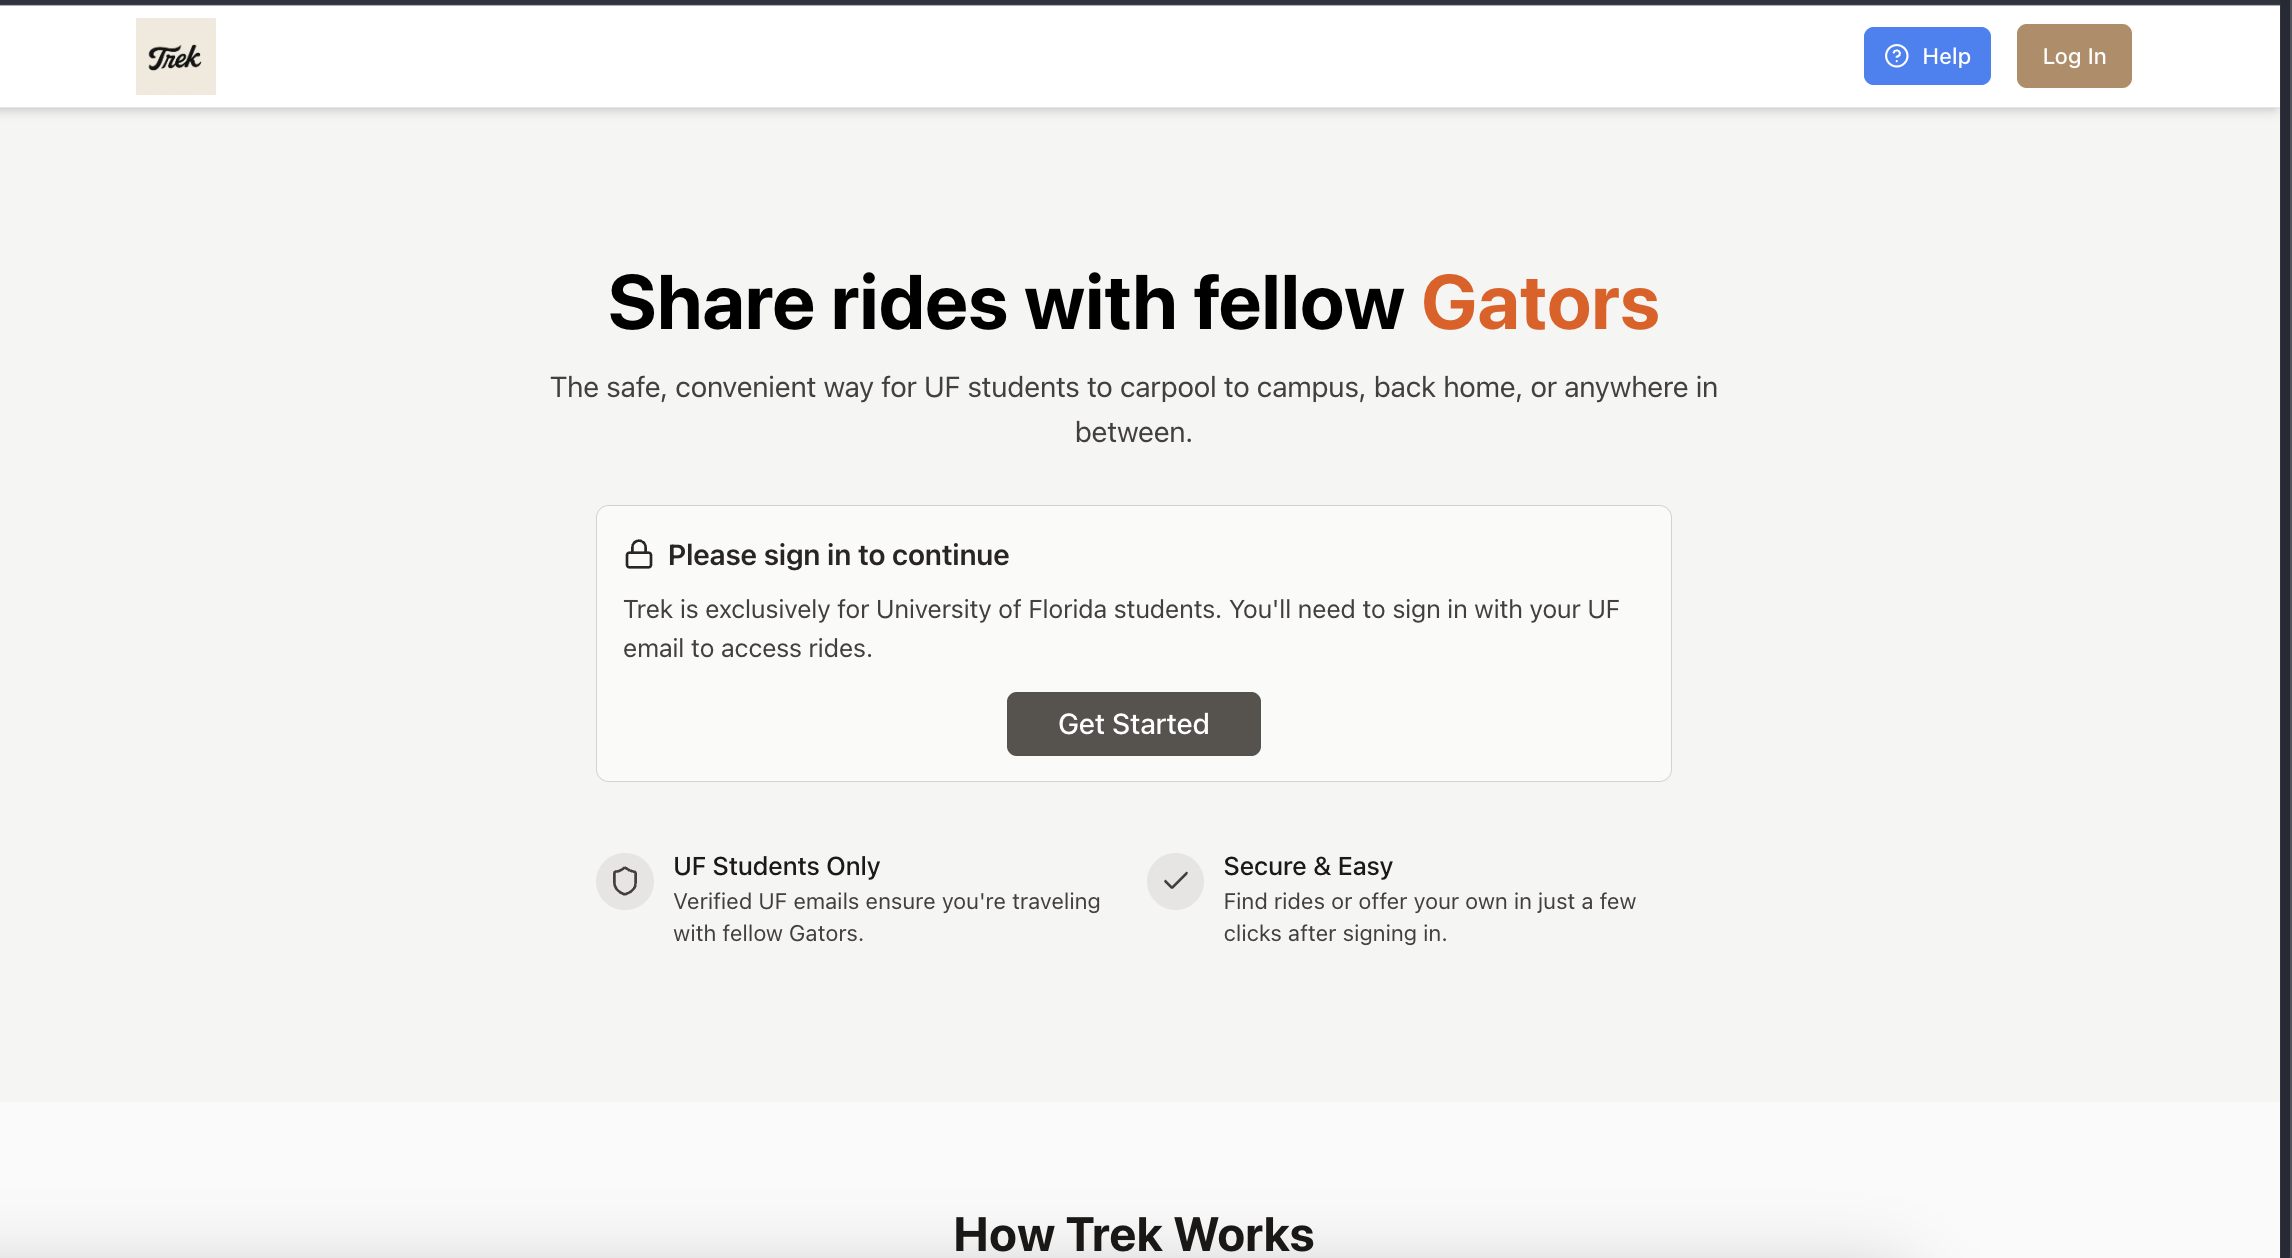 Trek
Help
Log In
Share rides with fellow Gators
The safe, convenient way for UF students to carpool to campus, back home, or anywhere in
between.
Please sign in to continue
Trek is exclusively for University of Florida students. You'll need to sign in with your UF
email to access rides.
Get Started
UF Students Only
Verified UF emails ensure you're traveling
with fellow Gators.
Secure & Easy
Find rides or offer your own in just a few
clicks after signing in.
How Trek Works